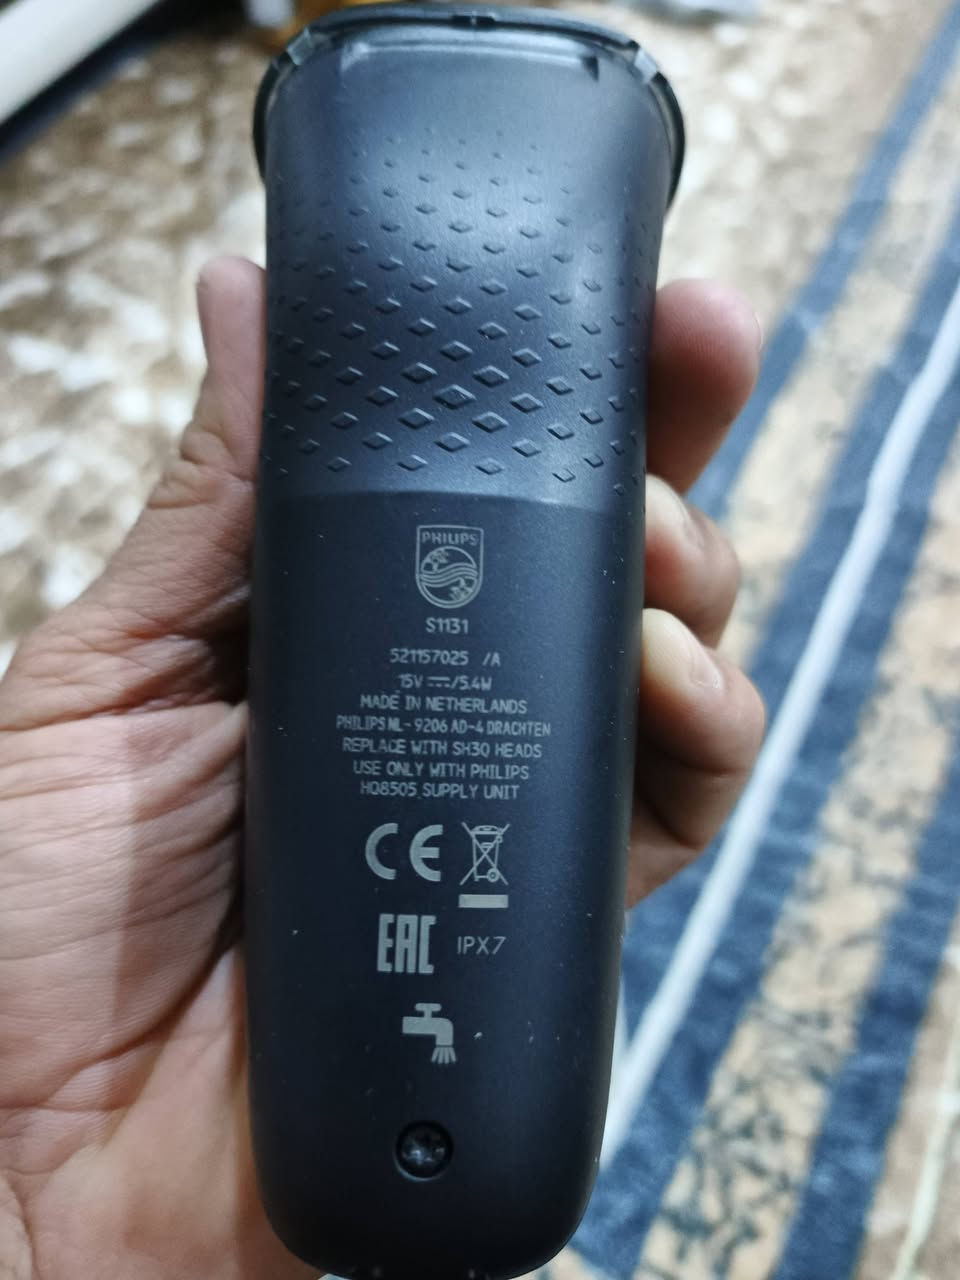 PHILIPS
S1131
521157025 /A
15V ⎓/5.4W
MADE IN NETHERLANDS
PHILIPS NL-9206 AD-4 DRACHTEN
REPLACE WITH SH30 HEADS
USE ONLY WITH PHILIPS
HQ8505 SUPPLY UNIT
CE
EAC IPX7